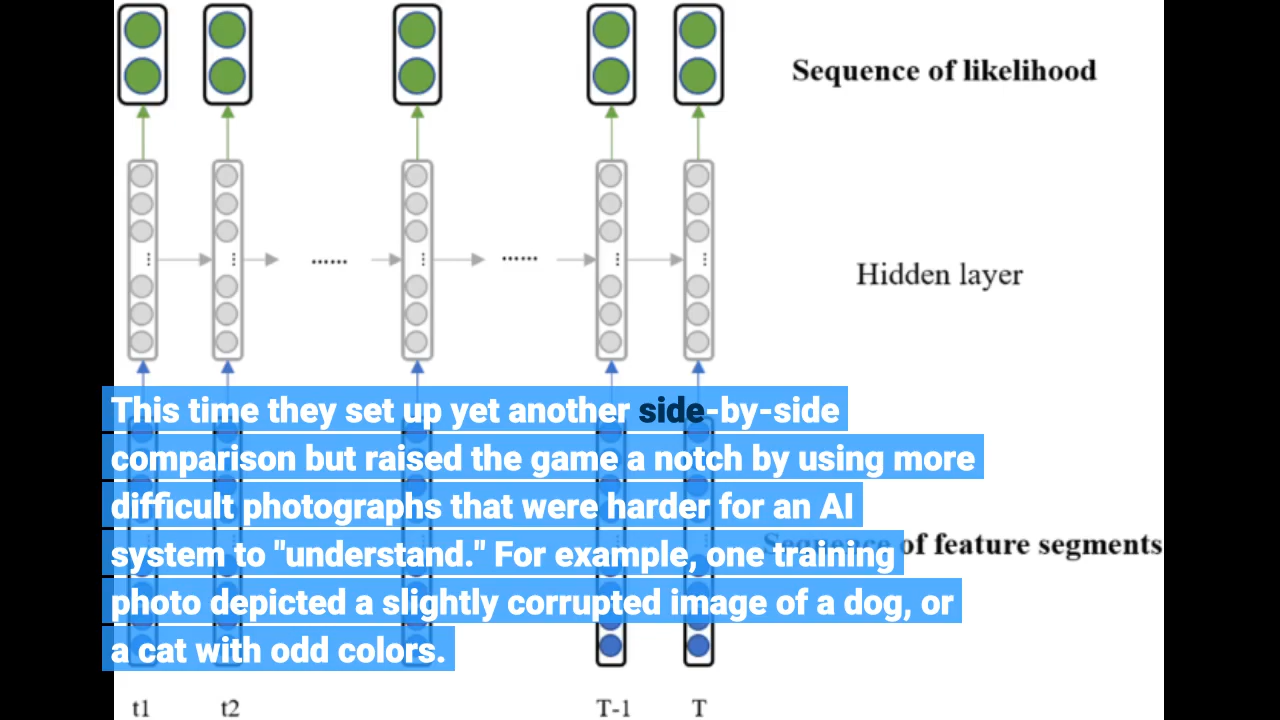 Sequence of likelihood
Hidden layer
This time they set up yet another side-by-side
comparison but raised the game a notch by using more
difficult photographs that were harder for an AI
system to "understand." For example, one training
photo depicted a slightly corrupted image of a dog, or
a cat with odd colors.
Sequence of feature segments
t1 t2 T-1 T